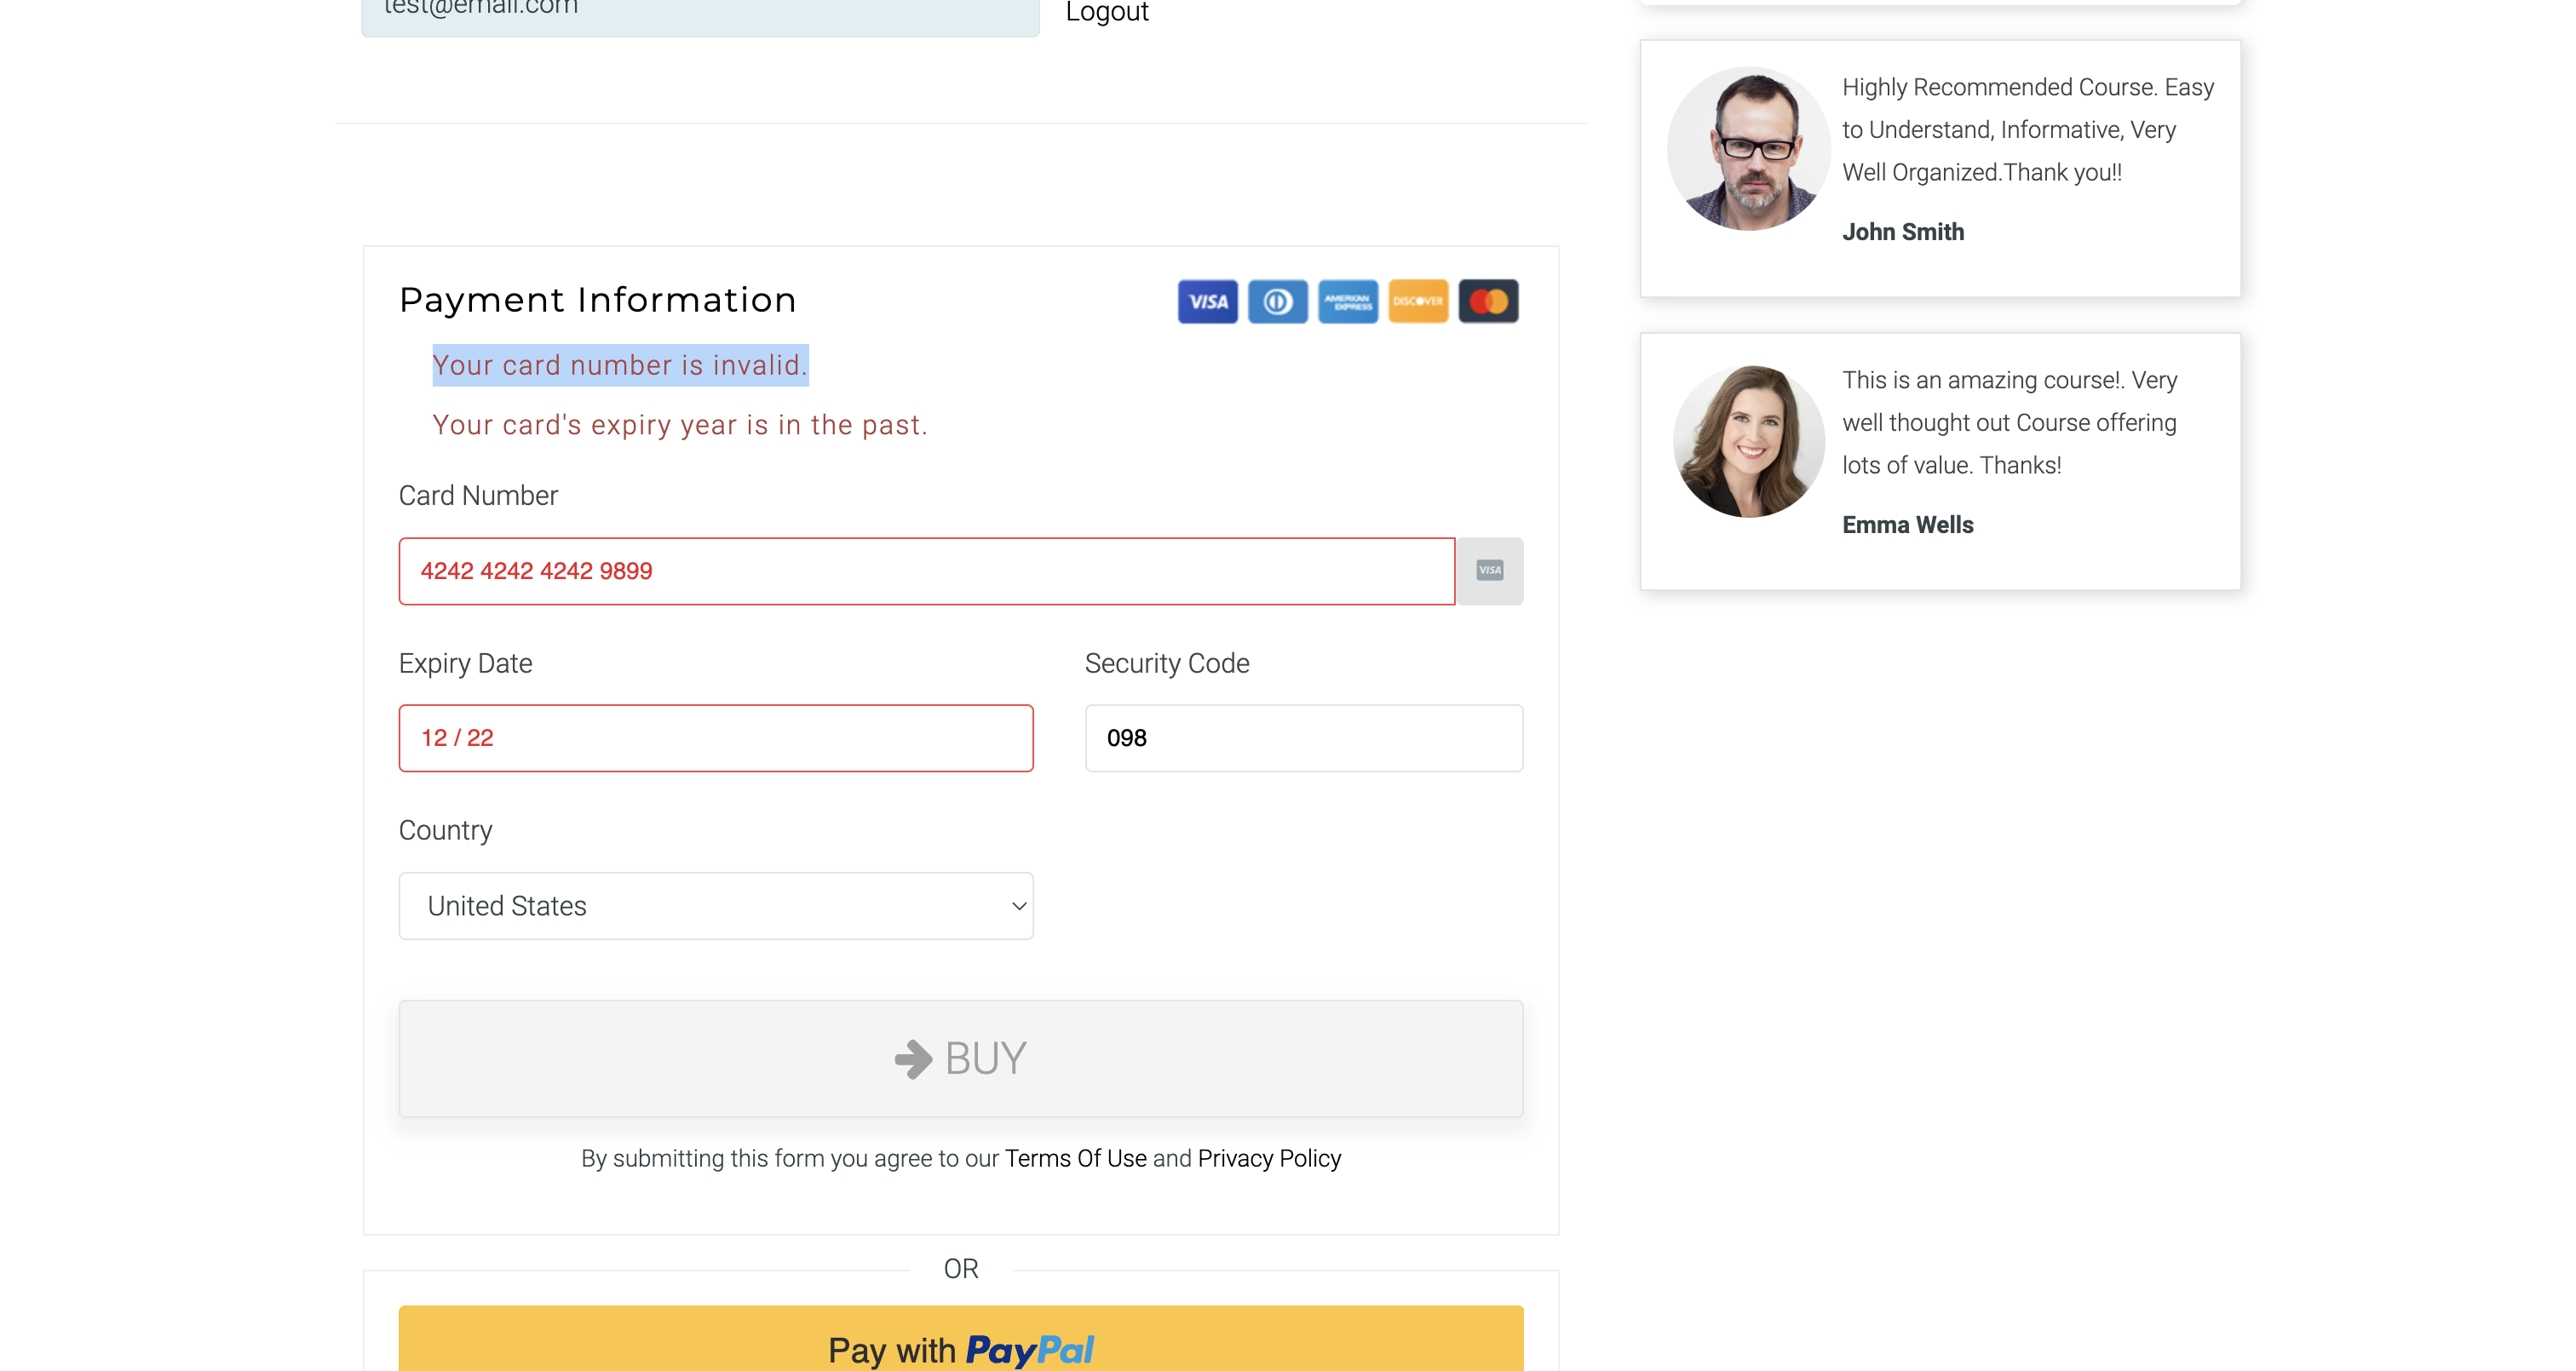 test@email.com
Logout
Payment Information
VISA
AMERICAN
EXPRESS
DISCOVER
Your card number is invalid.
Your card's expiry year is in the past.
Card Number
4242 4242 4242 9899
VISA
Expiry Date
Security Code
12 / 22
098
Country
United States
BUY
By submitting this form you agree to our Terms Of Use and Privacy Policy
OR
Pay with PayPal
Highly Recommended Course. Easy
to Understand, Informative, Very
Well Organized.Thank you!!
John Smith
This is an amazing course!. Very
well thought out Course offering
lots of value. Thanks!
Emma Wells